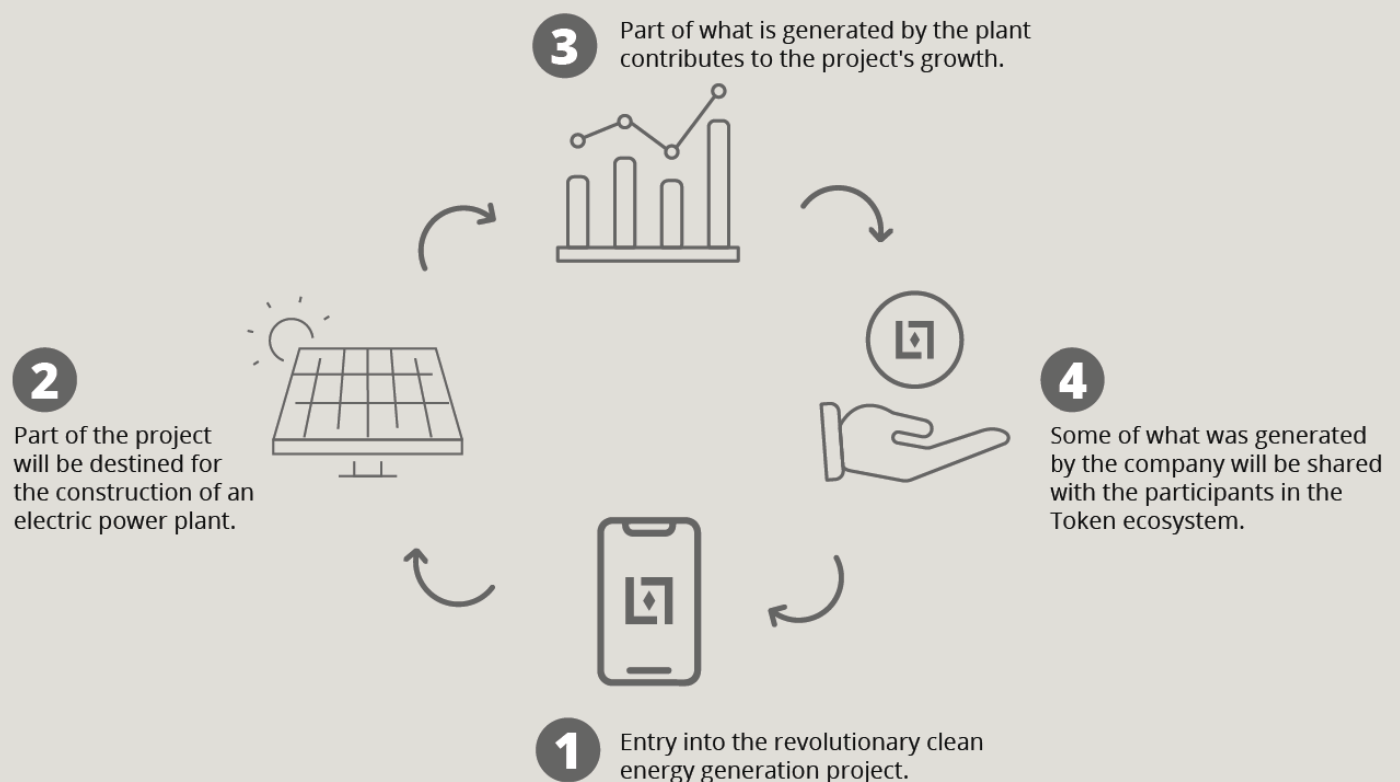 3
Part of what is generated by the plant
contributes to the project's growth.
2
Part of the project
will be destined for
the construction of an
electric power plant.
4
Some of what was generated
by the company will be shared
with the participants in the
Token ecosystem.
1
Entry into the revolutionary clean
energy generation project.